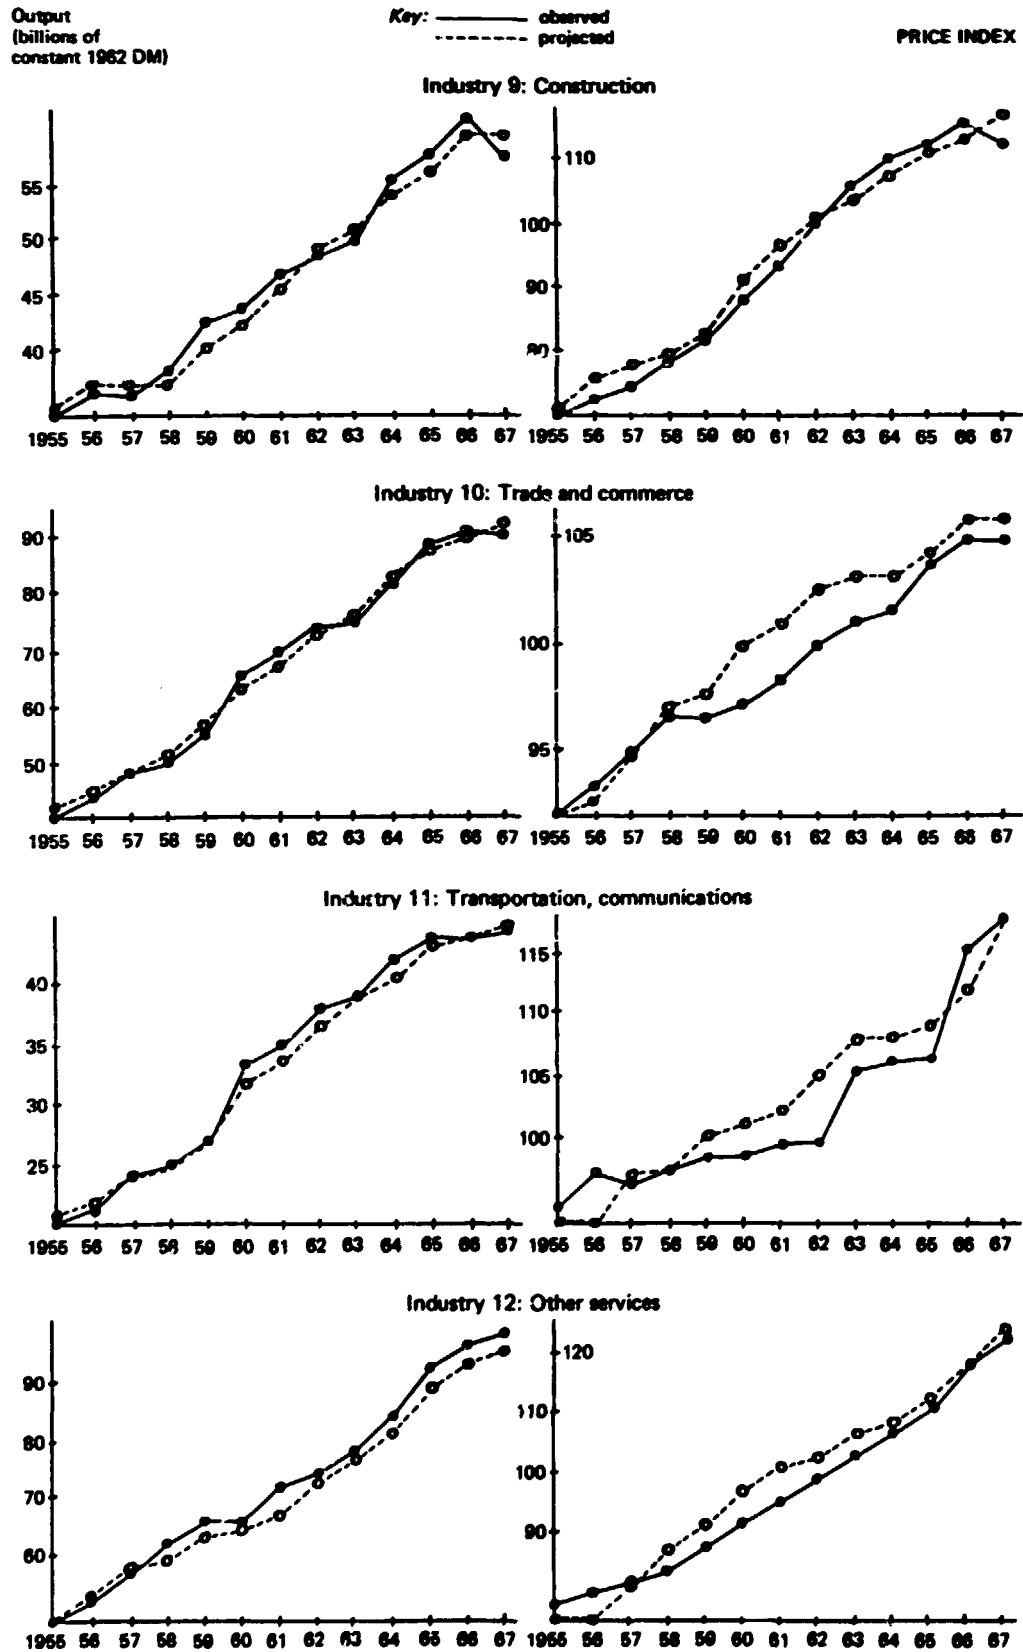 Output
(billions of
constant 1962 DM)
Key: observed
projected
PRICE INDEX
Industry 9: Construction
55
50
45
40
1955 56 57 58 59 60 61 62 63 64 65 66 67
110
100
90
80
1955 56 57 58 59 60 61 62 63 64 65 66 67
Industry 10: Trade and commerce
90
80
70
60
50
1955 56 57 58 59 60 61 62 63 64 65 66 67
105
100
95
1955 56 57 58 59 60 61 62 63 64 65 66 67
Industry 11: Transportation, communications
40
35
30
25
1955 56 57 58 59 60 61 62 63 64 65 66 67
115
110
105
100
1955 56 57 58 59 60 61 62 63 64 65 66 67
Industry 12: Other services
90
80
70
60
1955 56 57 58 59 60 61 62 63 64 65 66 67
120
110
100
90
1955 56 57 58 59 60 61 62 63 64 65 66 67